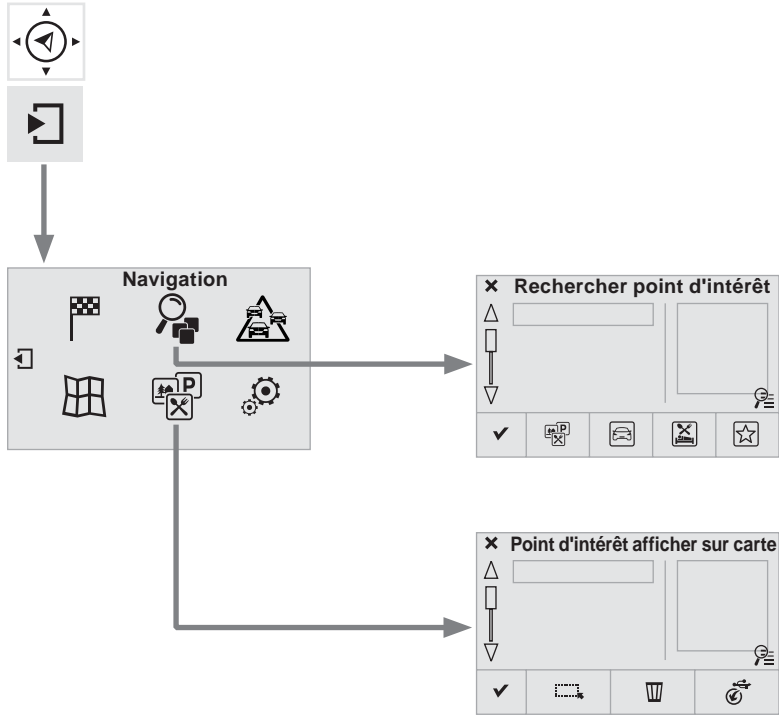 Navigation
P
Rechercher point d'intérêt
P
Point d'intérêt afficher sur carte